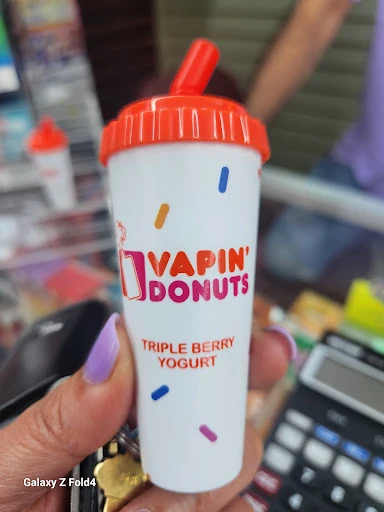 VAPIN'
DONUTS
TRIPLE BERRY
YOGURT
Galaxy Z Fold4